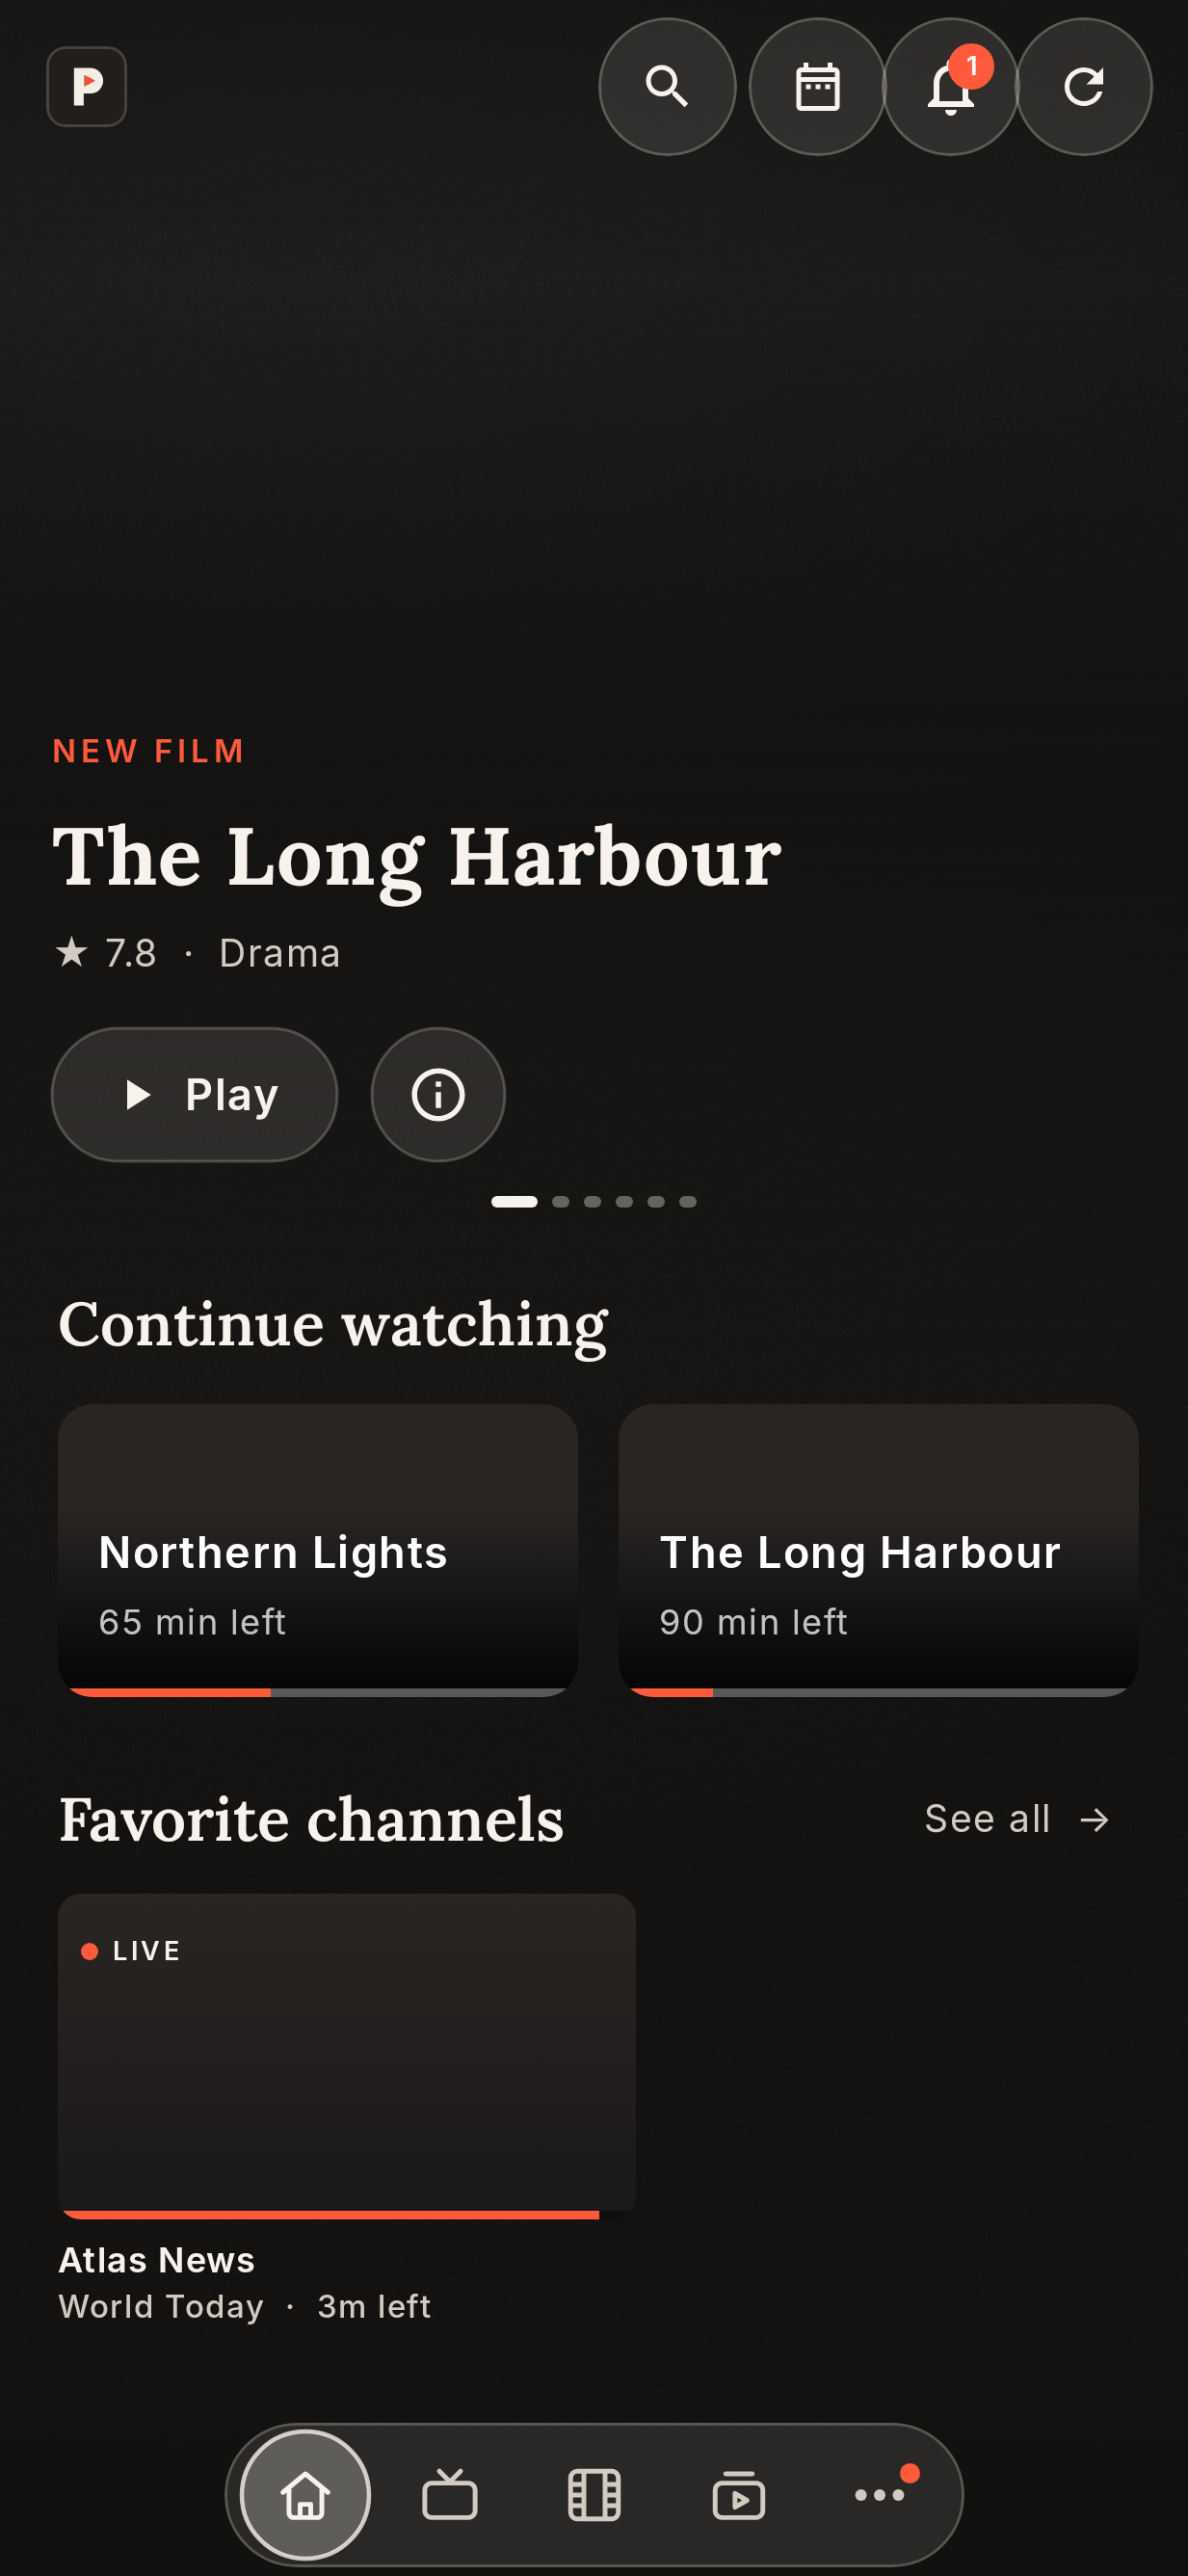 P
1
NEW FILM
The Long Harbour
★ 7.8 · Drama
Play
Continue watching
Northern Lights
65 min left
The Long Harbour
90 min left
Favorite channels
See all →
LIVE
Atlas News
World Today · 3m left